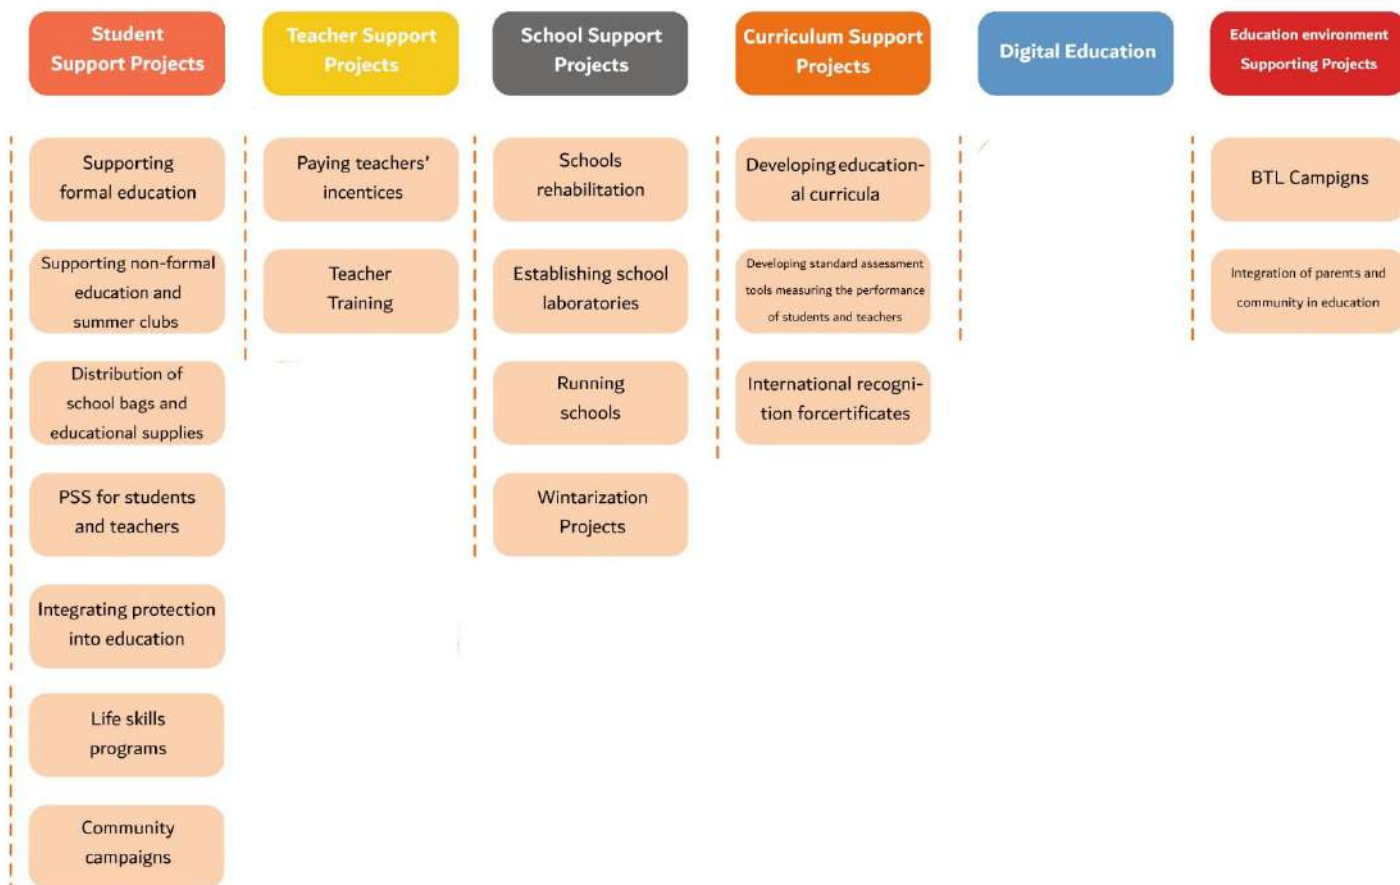 Student
Support Projects
Supporting
formal education
Supporting non-formal
education and
summer clubs
Distribution of
school bags and
educational supplies
PSS for students
and teachers
Integrating protection
into education
Life skills
programs
Community
campaigns
Teacher Support
Projects
Paying teachers'
incentices
Teacher
Training
School Support
Projects
Schools
rehabilitation
Establishing school
laboratories
Running
schools
Wintarization
Projects
Curriculum Support
Projects
Developing education-
al curricula
Developing standard assessment
tools measuring the performance
of students and teachers
International recogni-
tion forcertificates
Digital Education
Education environment
Supporting Projects
BTL Campigns
Integration of parents and
community in education